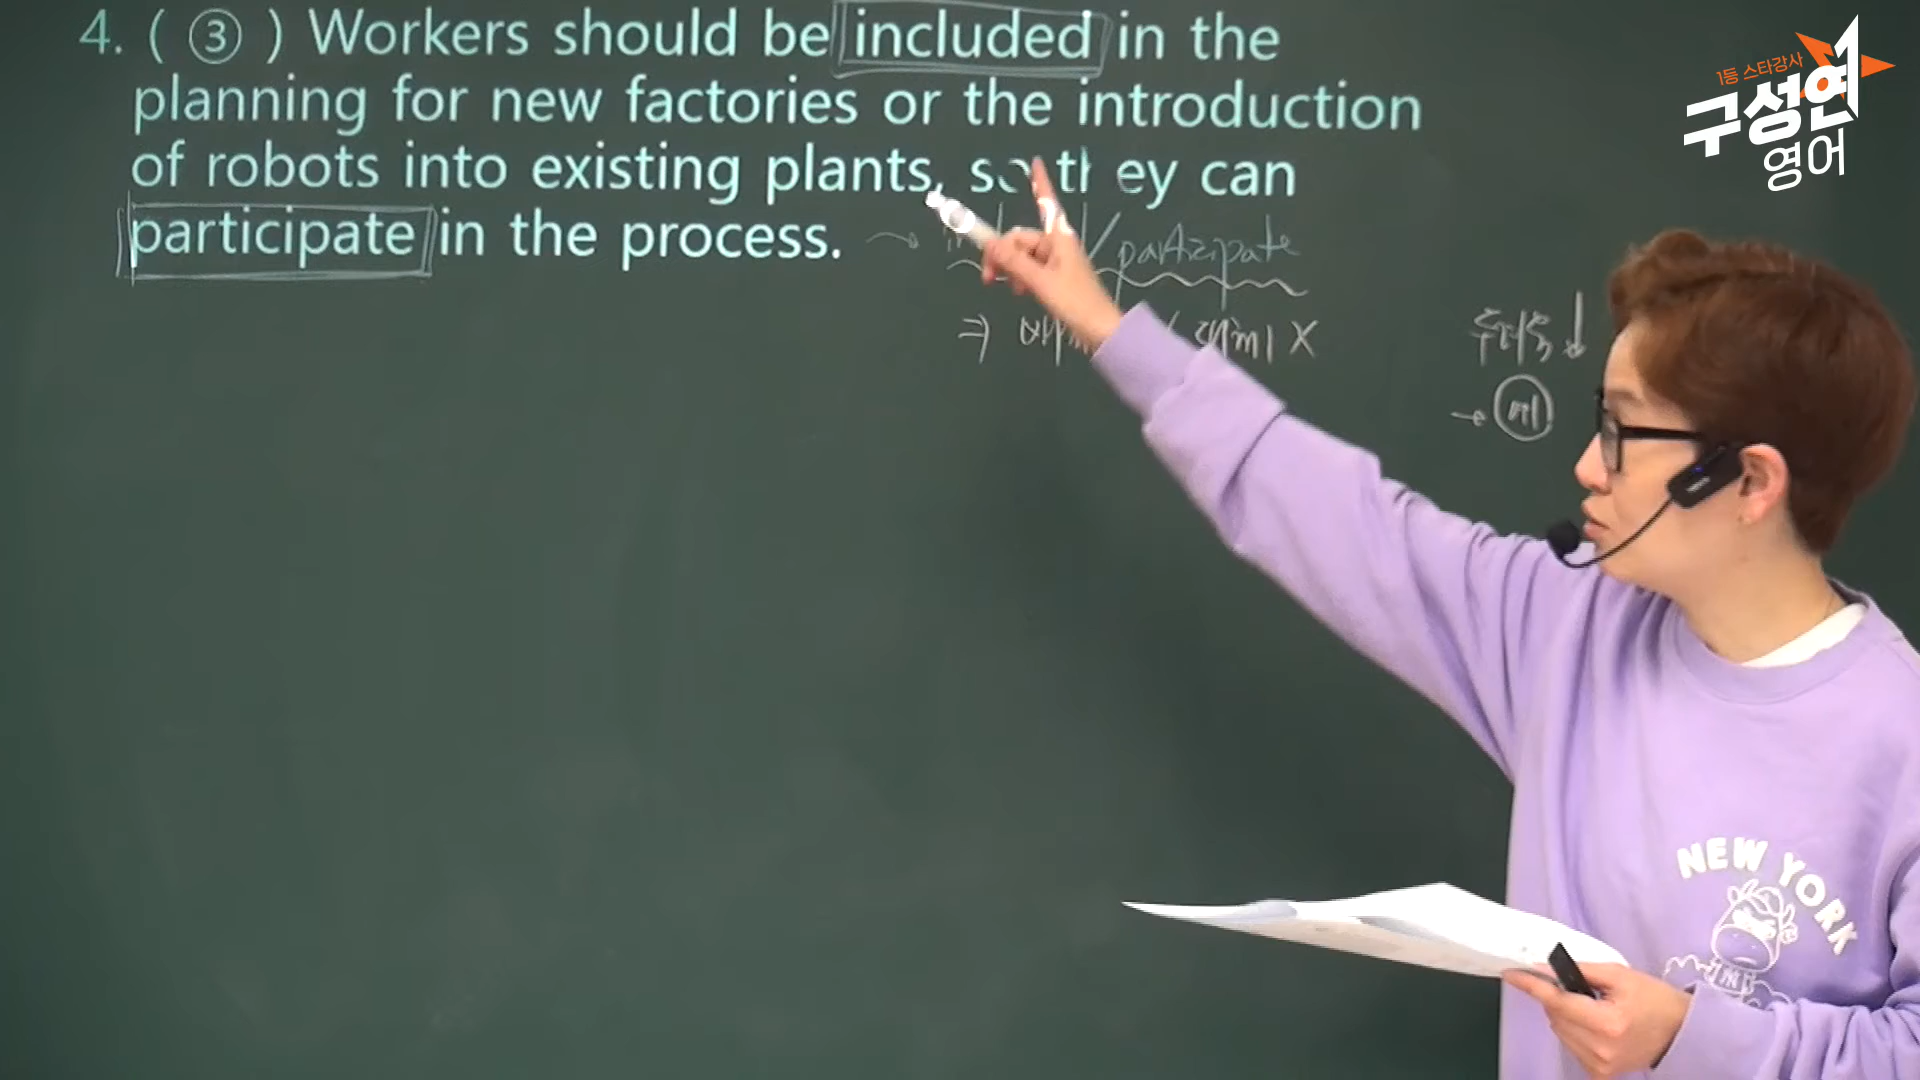 4. ( ③ ) Workers should be included in the
planning for new factories or the introduction
of robots into existing plants, so they can
participate in the process.
/participate
X
1등 스타강사
구성연
영어
NEW YORK